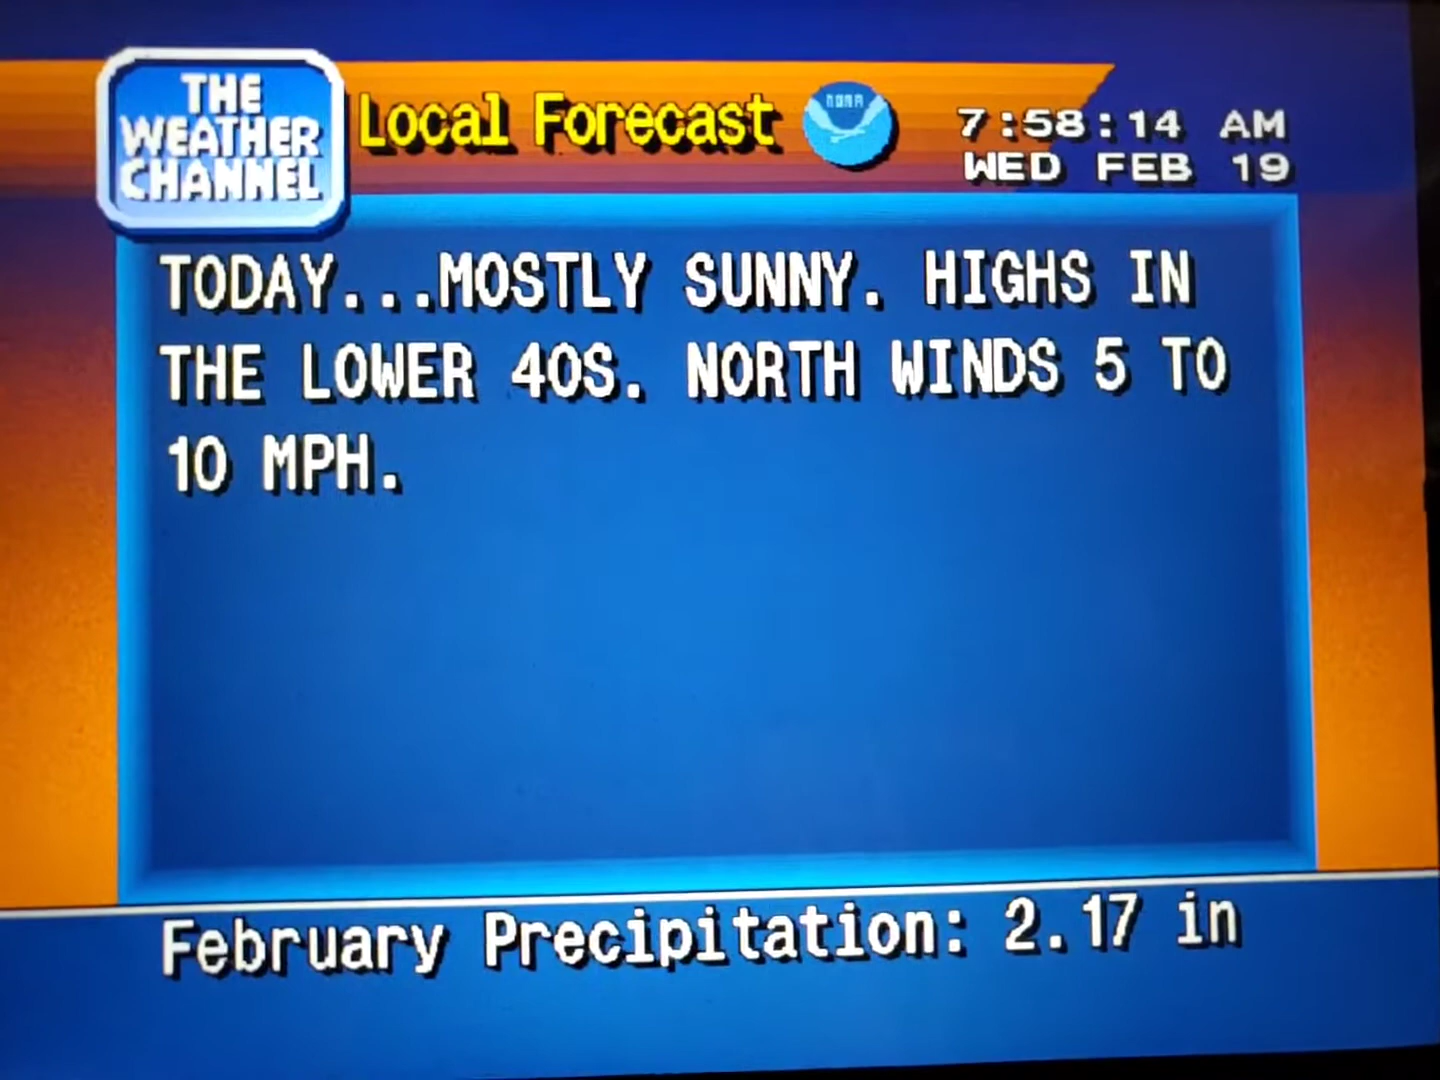 THE
WEATHER
CHANNEL
Local Forecast
NOAA
7:58:14 AM
WED FEB 19
TODAY...MOSTLY SUNNY. HIGHS IN
THE LOWER 40S. NORTH WINDS 5 TO
10 MPH.
February Precipitation: 2.17 in